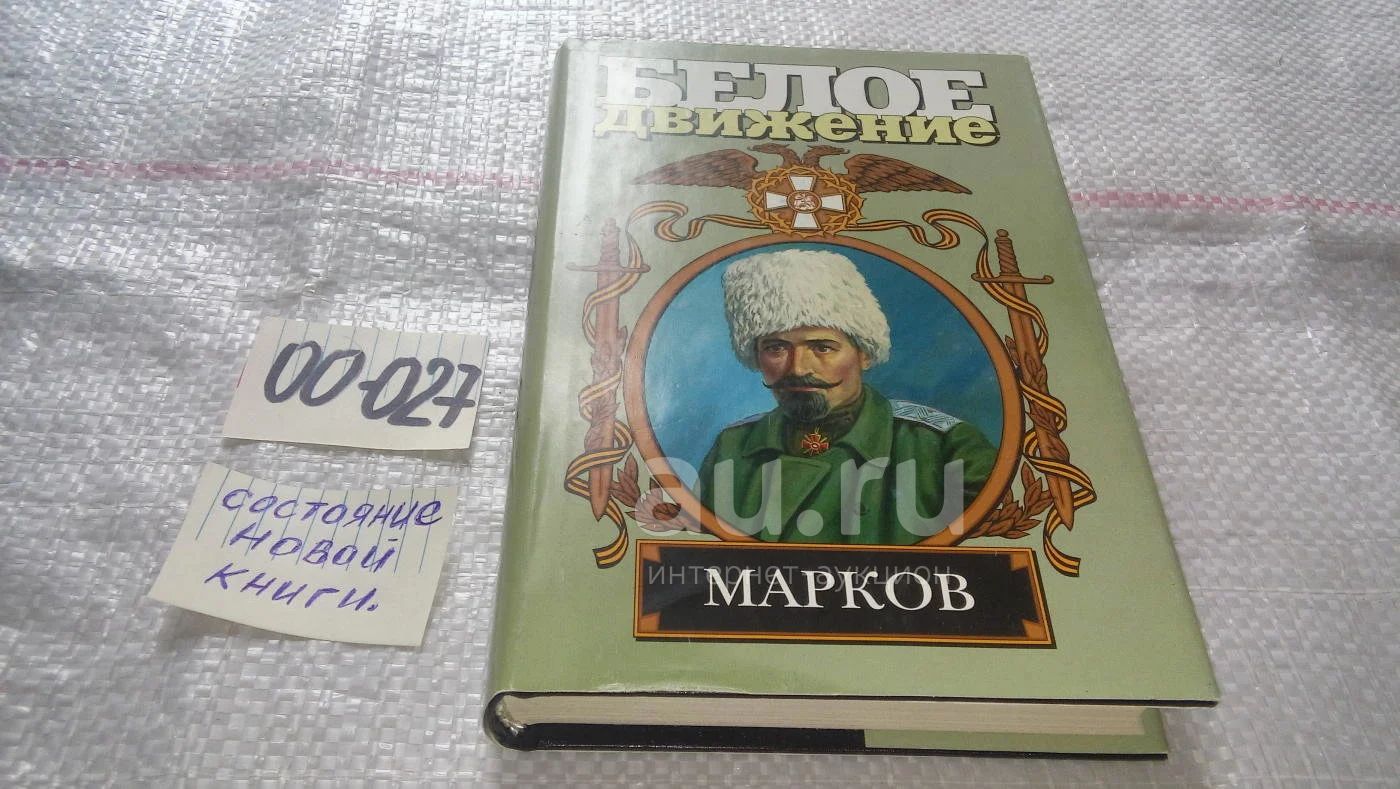 БЕЛОЕ
движение
МАРКОВ
00-027
состояние
новой
книги.
au.ru
интернет аукцион